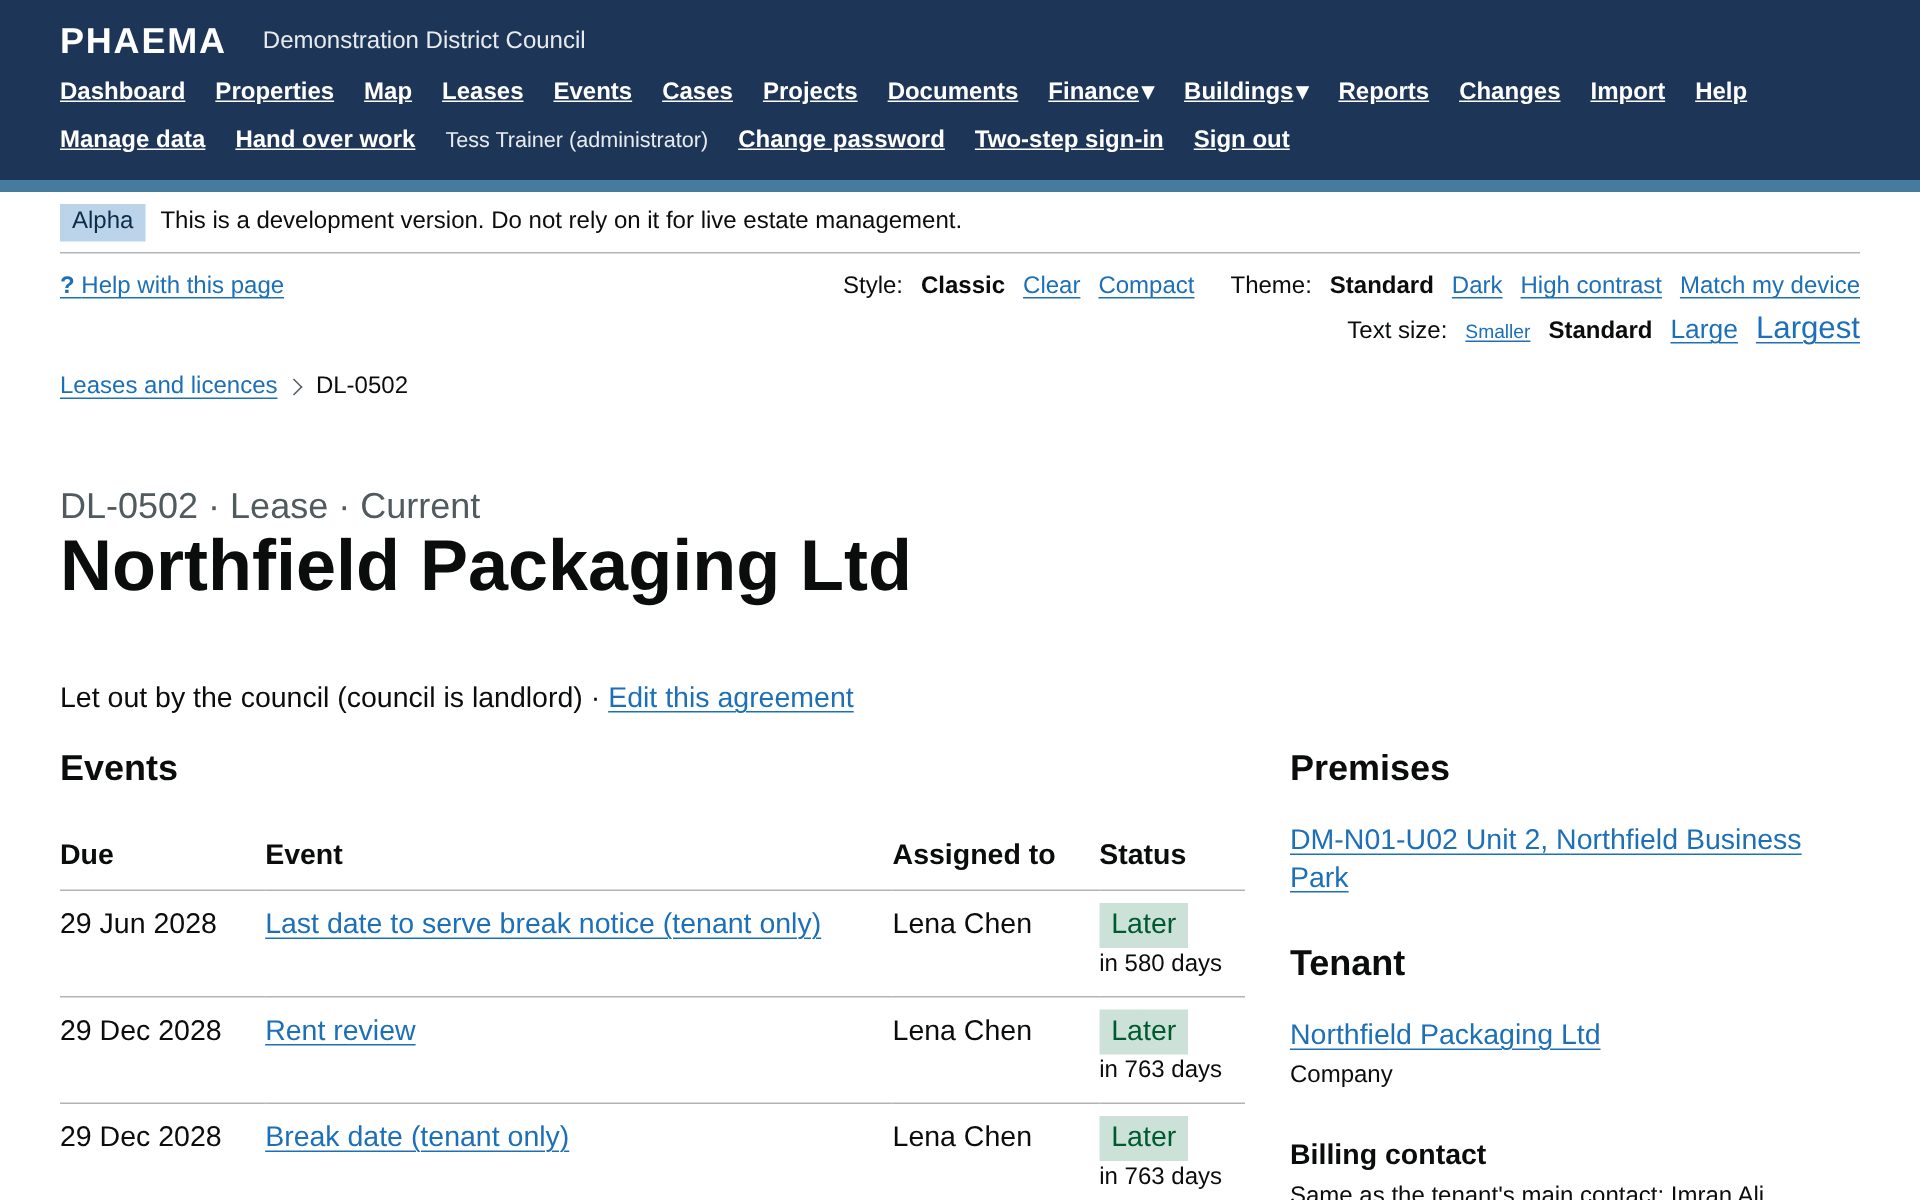 PHAEMA Demonstration District Council
Dashboard Properties Map Leases Events Cases Projects Documents Finance▾ Buildings▾ Reports Changes Import Help
Manage data Hand over work Tess Trainer (administrator) Change password Two-step sign-in Sign out
Alpha This is a development version. Do not rely on it for live estate management.
? Help with this page Style: Classic Clear Compact Theme: Standard Dark High contrast Match my device
Text size: Smaller Standard Large Largest
Leases and licences > DL-0502
DL-0502 · Lease · Current
Northfield Packaging Ltd
Let out by the council (council is landlord) · Edit this agreement
Events
Due Event Assigned to Status
29 Jun 2028 Last date to serve break notice (tenant only) Lena Chen Later
in 580 days
29 Dec 2028 Rent review Lena Chen Later
in 763 days
29 Dec 2028 Break date (tenant only) Lena Chen Later
in 763 days
Premises
DM-N01-U02 Unit 2, Northfield Business
Park
Tenant
Northfield Packaging Ltd
Company
Billing contact
Same as the tenant's main contact: Imran Ali